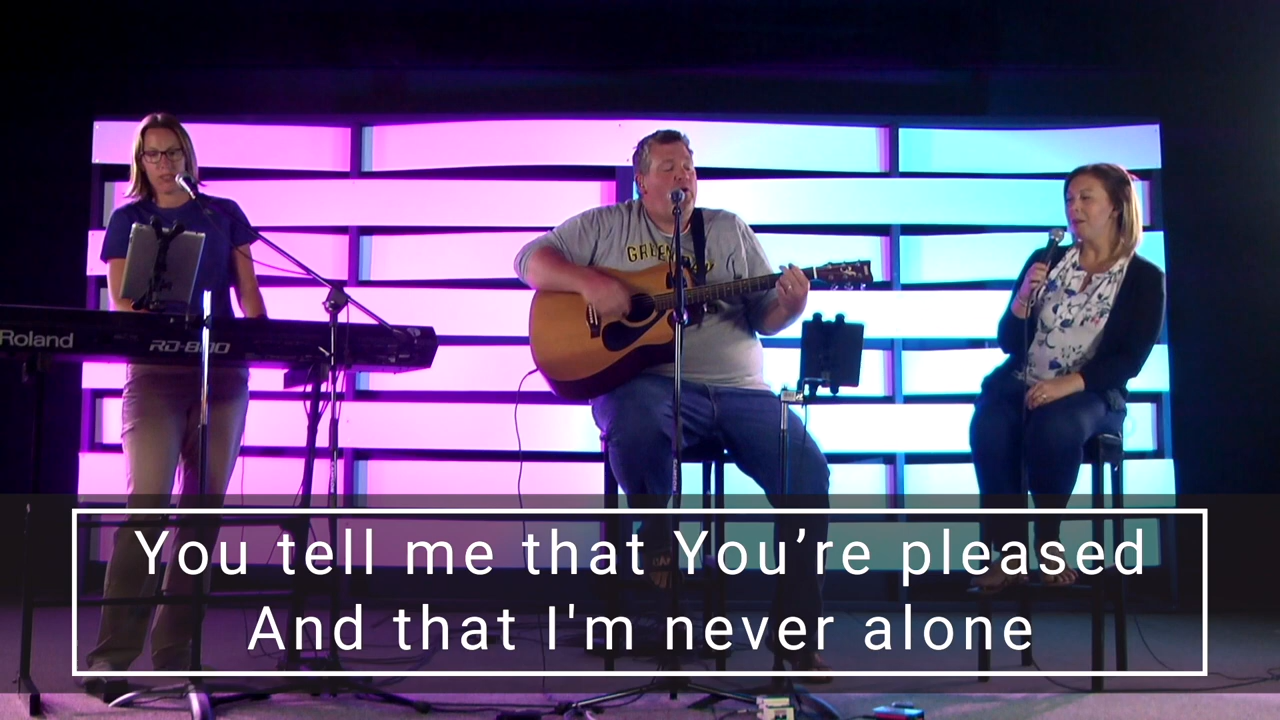 Roland
RD-800
You tell me that You’re pleased
And that I'm never alone